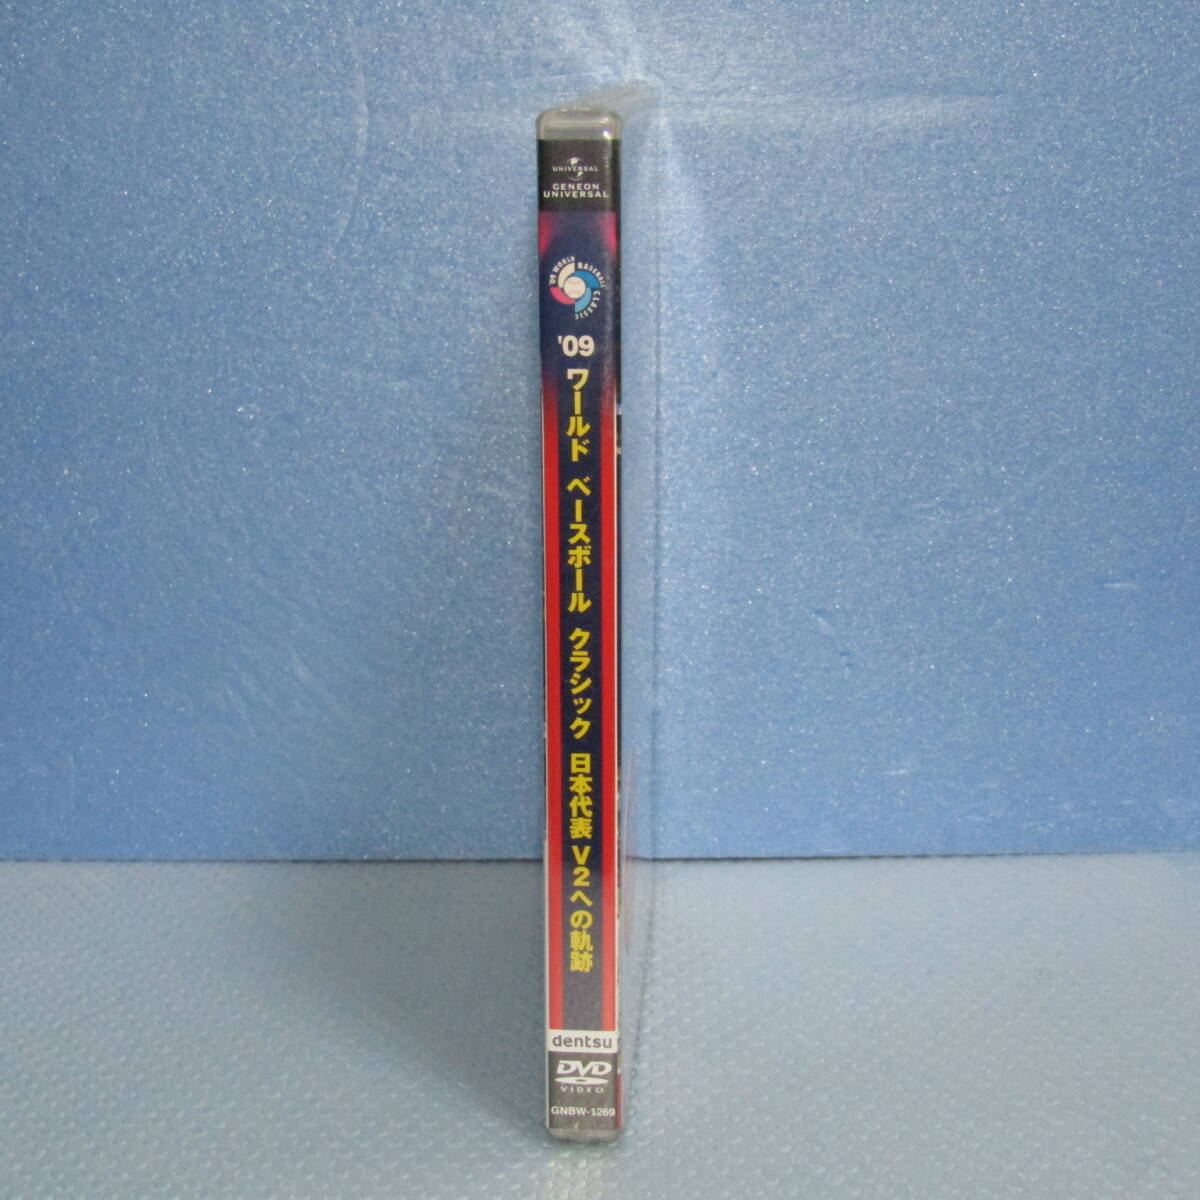 UNIVERSAL
GENEON
UNIVERSAL
'09 WORLD BASEBALL CLASSIC
'09
ワールド ベースボール クラシック 日本代表 V2への軌跡
dentsu
DVD
VIDEO
GNBW-1269